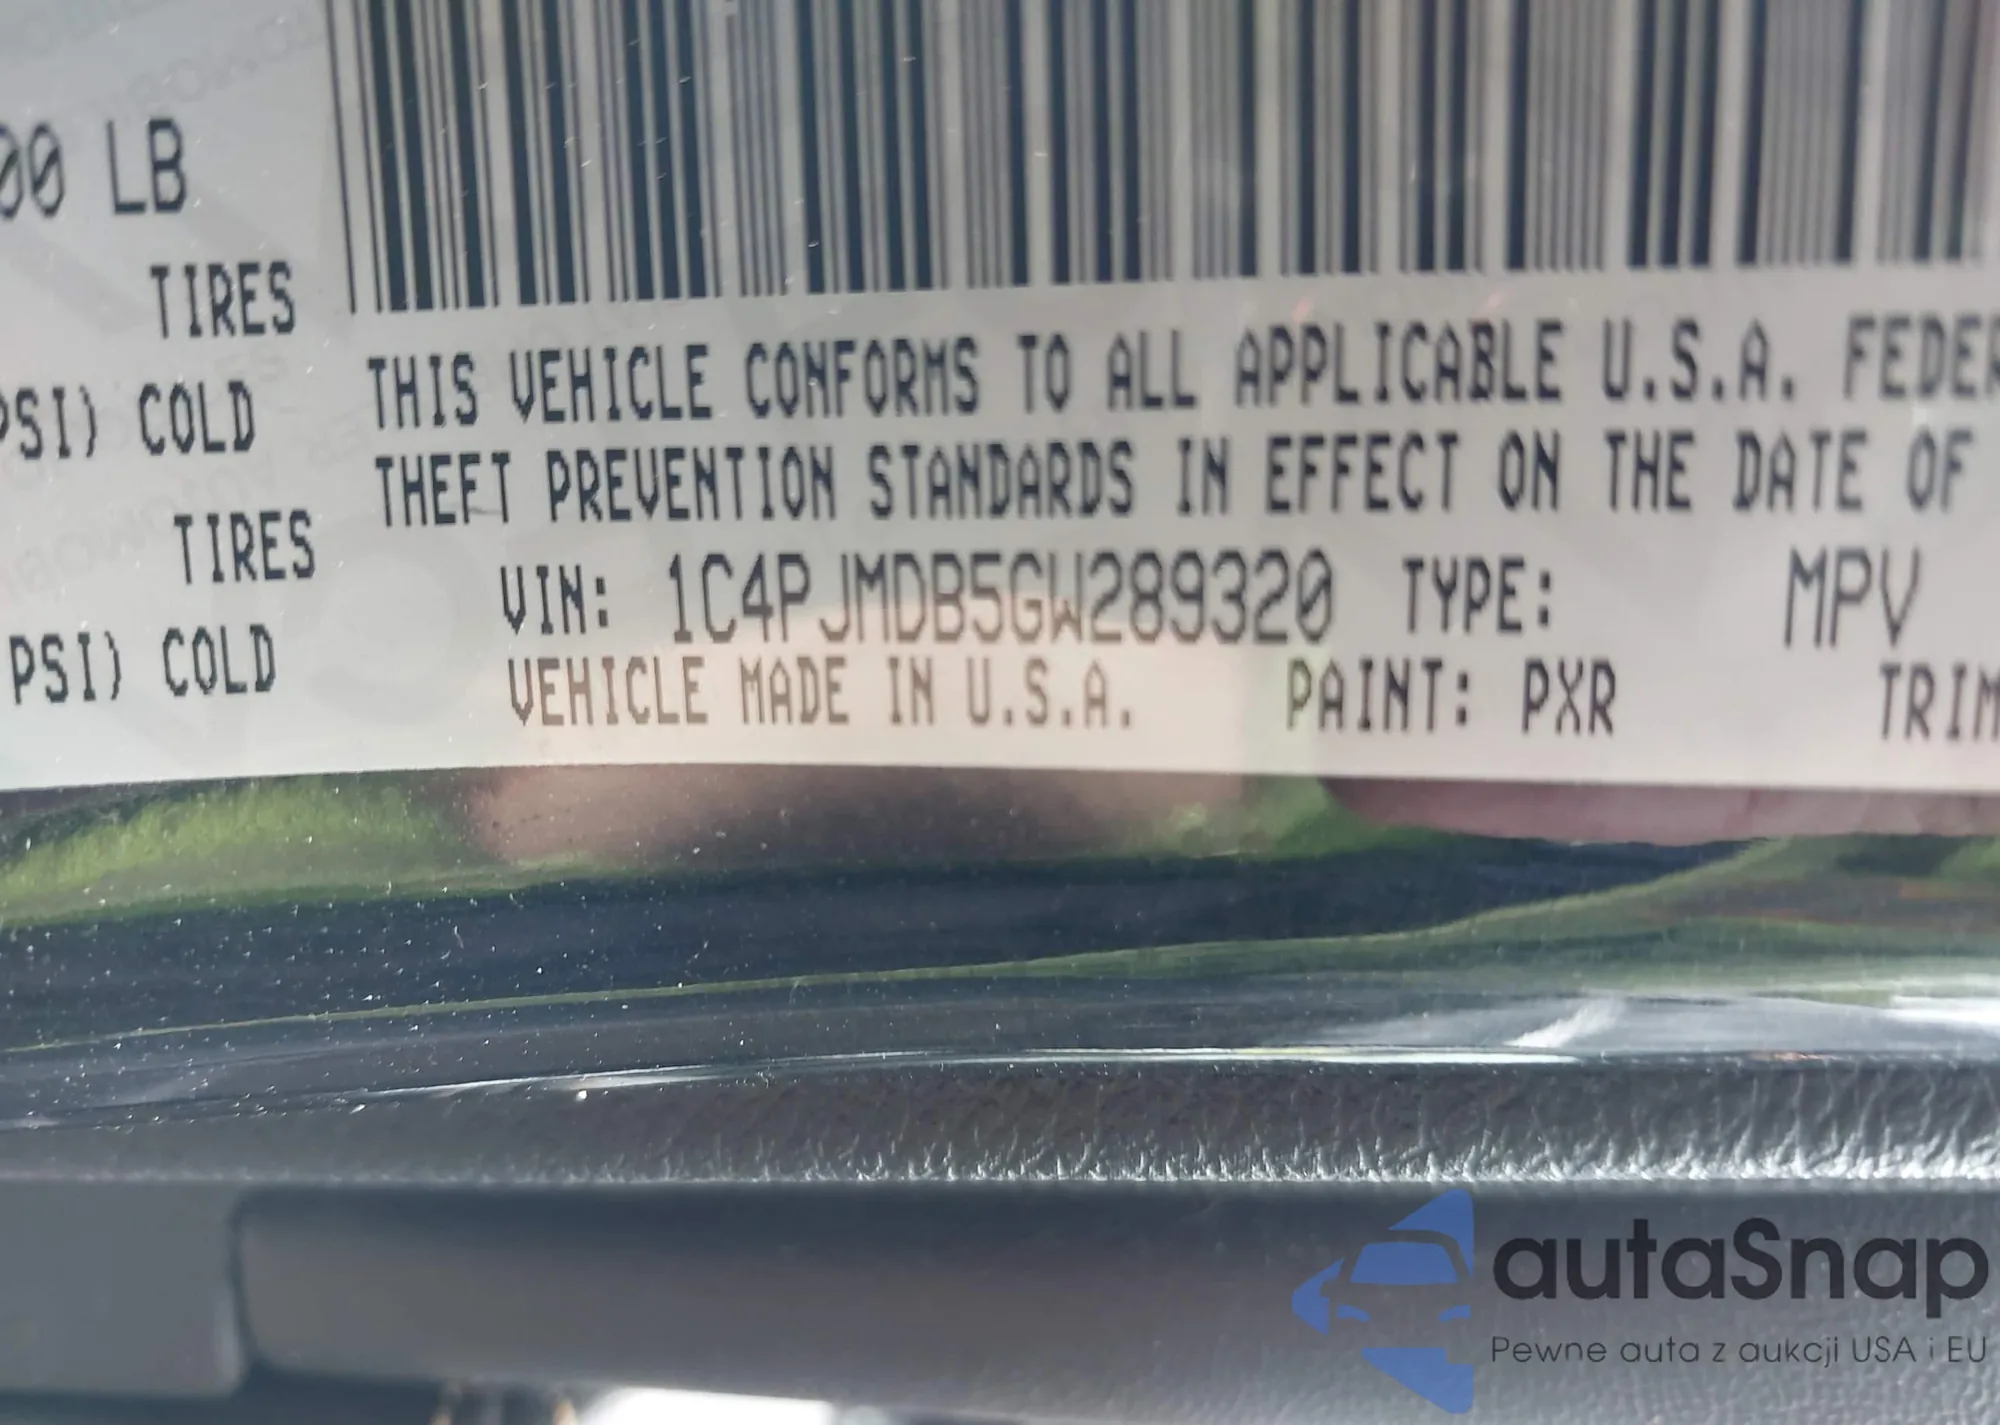 00 LB
TIRES
PSI) COLD
TIRES
PSI) COLD
THIS VEHICLE CONFORMS TO ALL APPLICABLE U.S.A. FEDER
THEFT PREVENTION STANDARDS IN EFFECT ON THE DATE OF
VIN: 1C4PJMDB5GW289320 TYPE: MPV
VEHICLE MADE IN U.S.A. PAINT: PXR TRIM
autaSnap
Pewne auta z aukcji USA i EU